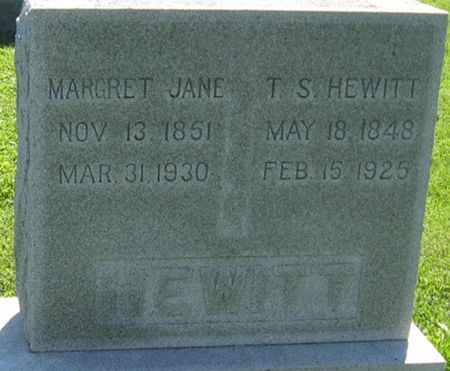 MARGRET JANE
NOV. 13. 1851
MAR. 31. 1930
T. S. HEWITT
MAY 18, 1848
FEB. 15, 1925
HEWITT